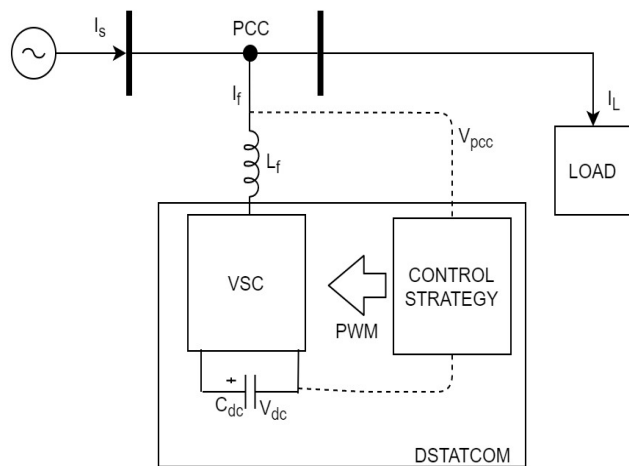 I_s
PCC
I_f
I_L
V_pcc
L_f
LOAD
VSC
CONTROL
STRATEGY
PWM
+
C_dc V_dc
DSTATCOM